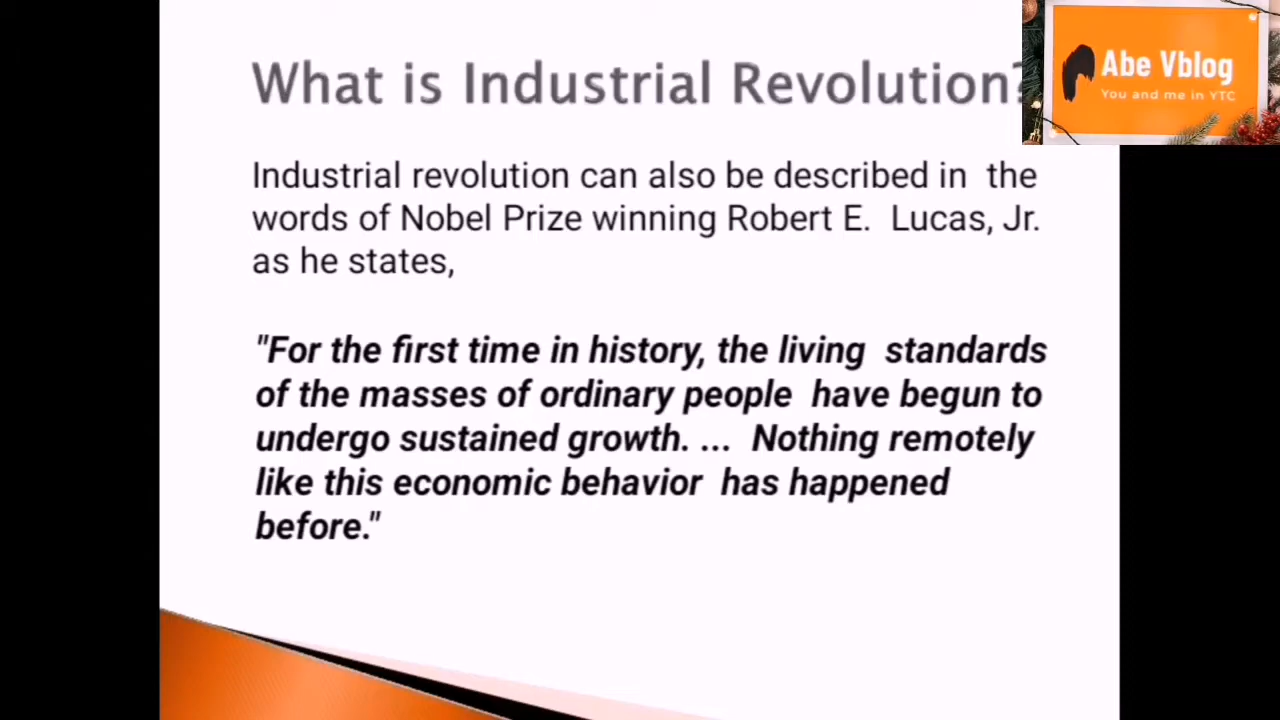 What is Industrial Revolution?
Abe Vblog
You and me in YTC
Industrial revolution can also be described in the
words of Nobel Prize winning Robert E. Lucas, Jr.
as he states,
"For the first time in history, the living standards
of the masses of ordinary people have begun to
undergo sustained growth. ... Nothing remotely
like this economic behavior has happened
before."